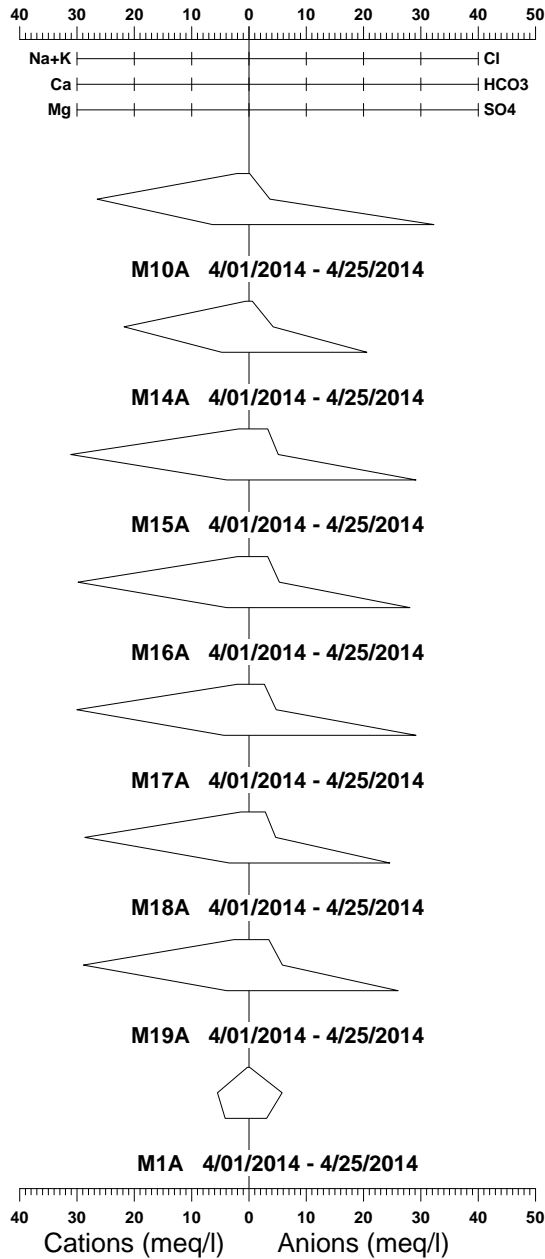 40 30 20 10 0 10 20 30 40 50
Na+K Cl
Ca HCO3
Mg SO4
M10A 4/01/2014 - 4/25/2014
M14A 4/01/2014 - 4/25/2014
M15A 4/01/2014 - 4/25/2014
M16A 4/01/2014 - 4/25/2014
M17A 4/01/2014 - 4/25/2014
M18A 4/01/2014 - 4/25/2014
M19A 4/01/2014 - 4/25/2014
M1A 4/01/2014 - 4/25/2014
40 30 20 10 0 10 20 30 40 50
Cations (meq/l) Anions (meq/l)